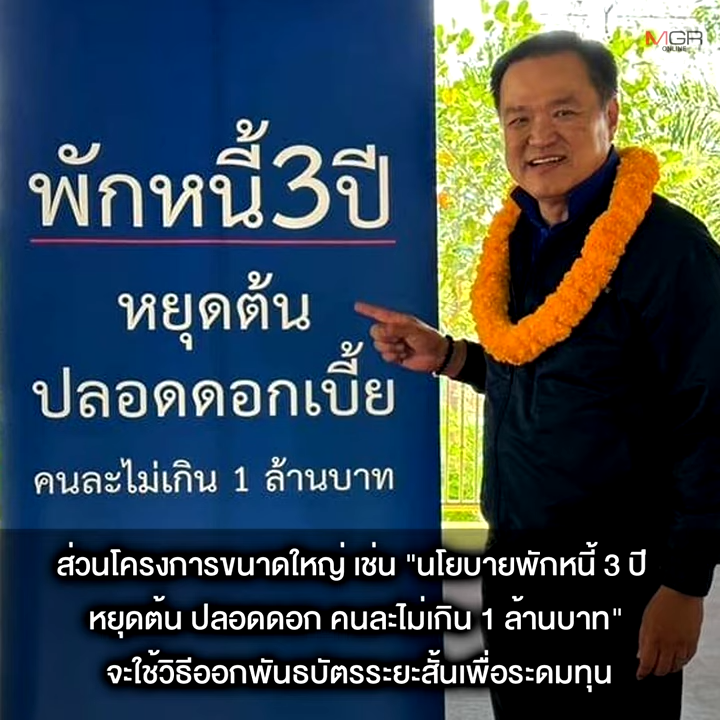 MGR
ONLINE
พักหนี้ 3 ปี
หยุดต้น
ปลอดดอกเบี้ย
คนละไม่เกิน 1 ล้านบาท
ส่วนโครงการขนาดใหญ่ เช่น "นโยบายพักหนี้ 3 ปี
หยุดต้น ปลอดดอก คนละไม่เกิน 1 ล้านบาท"
จะใช้วิธีออกพันธบัตรระยะสั้นเพื่อระดมทุน